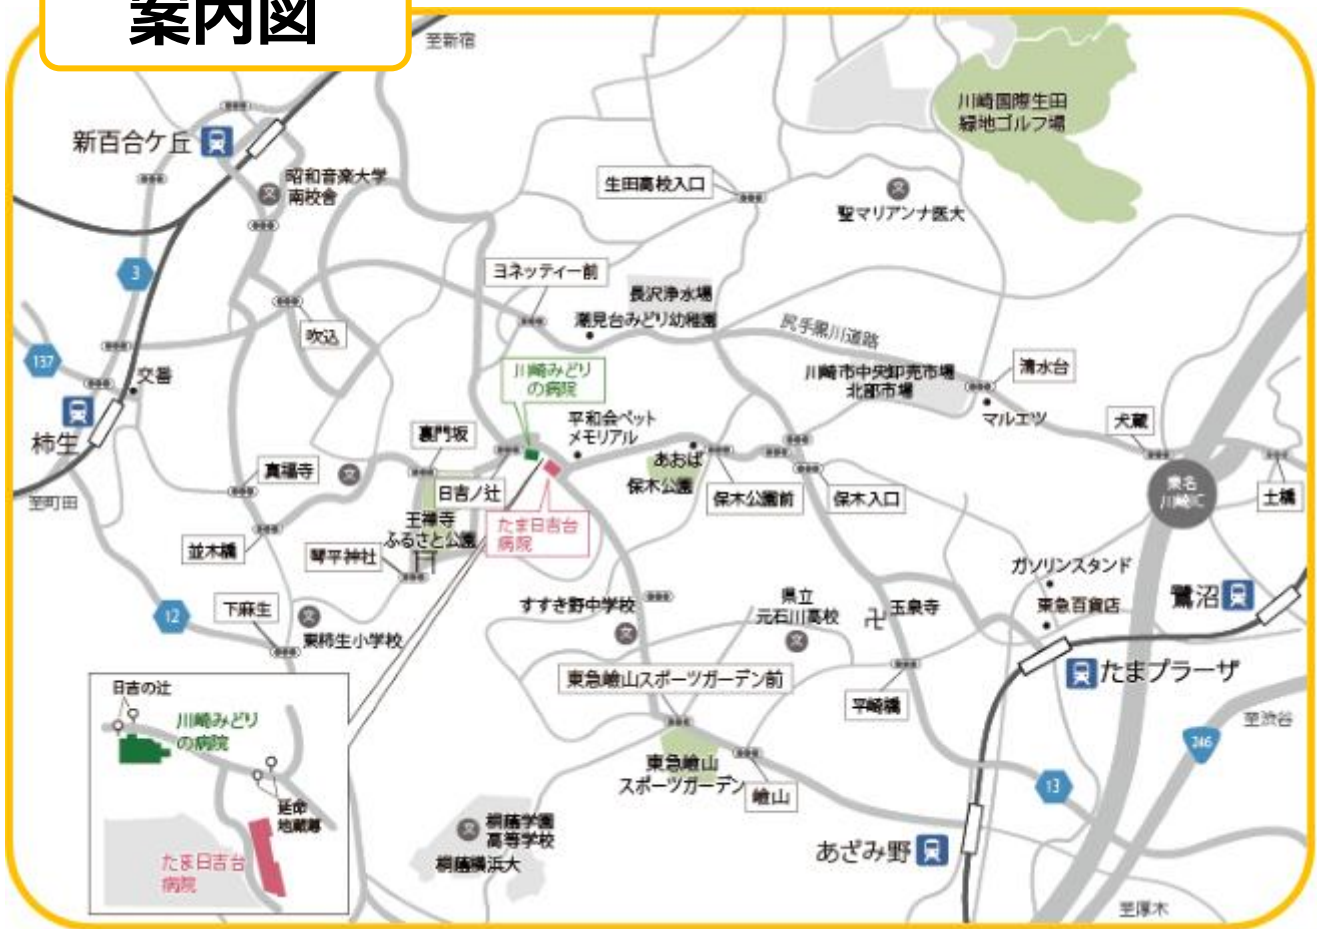 案内図
至新宿
新百合ケ丘
昭和音楽大学
南校舎
文
川崎国際生田
緑地ゴルフ場
生田高校入口
文
聖マリアンナ医大
3
ヨネッティー前
長沢浄水場
潮見台みどり幼稚園
尻手黒川道路
吹込
137
交番
柿生
至町田
川崎みどり
の病院
平和会ペット
メモリアル
川崎市中央卸売市場
北部市場
清水台
マルエツ
犬蔵
裏門坂
真福寺
文
日吉ノ辻
あおば
保木公園
保木公園前
保木入口
東名
川崎IC
土橋
並木橋
王禅寺
ふるさと公園
琴平神社
たま日吉台
病院
12
下麻生
文
東柿生小学校
すすき野中学校
文
県立
元石川高校
文
卍
玉泉寺
ガソリンスタンド
東急百貨店
鷺沼
たまプラーザ
東急嶮山スポーツガーデン前
平崎橋
至渋谷
246
東急嶮山
スポーツガーデン
嶮山
13
文
桐蔭学園
高等学校
桐蔭横浜大
あざみ野
至厚木
日吉の辻
川崎みどり
の病院
延命
地蔵尊
たま日吉台
病院